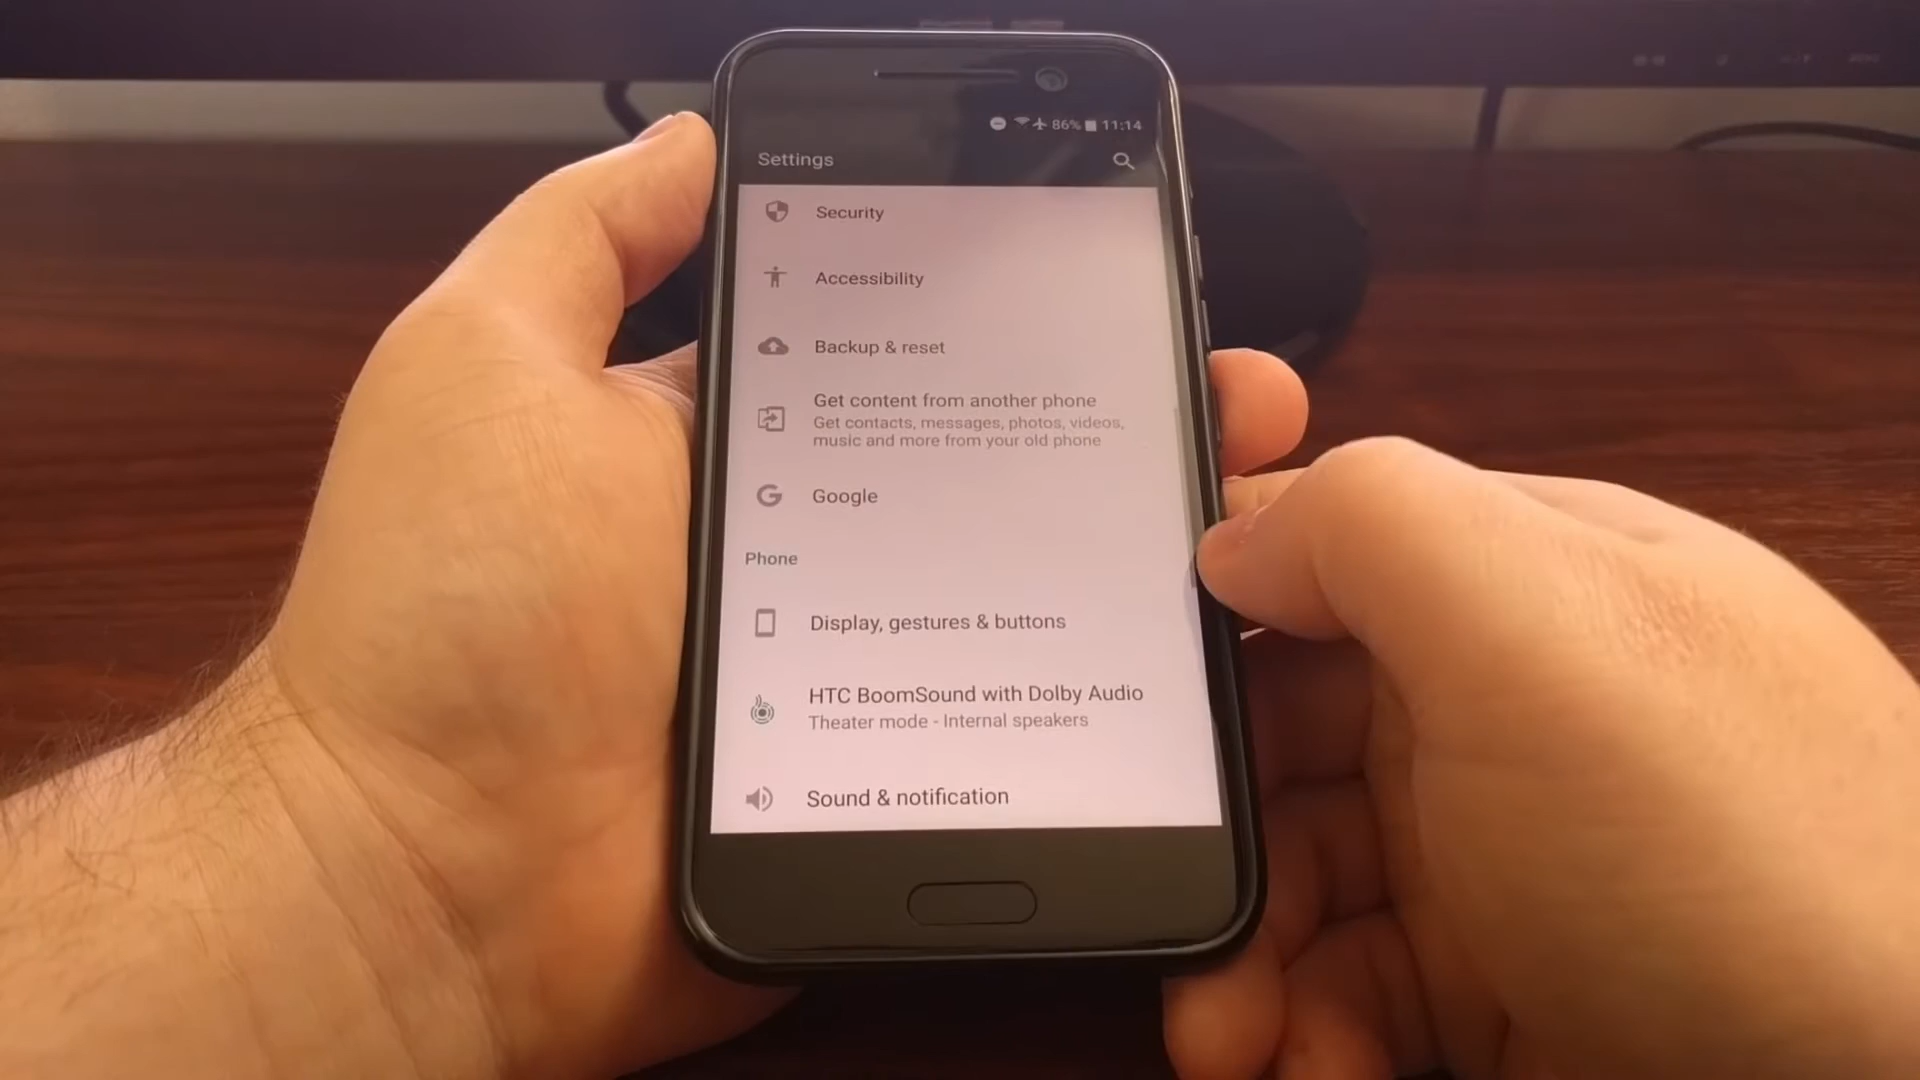 86% 11:14
Settings
Security
Accessibility
Backup & reset
Get content from another phone
Get contacts, messages, photos, videos,
music and more from your old phone
Google
Phone
Display, gestures & buttons
HTC BoomSound with Dolby Audio
Theater mode - Internal speakers
Sound & notification